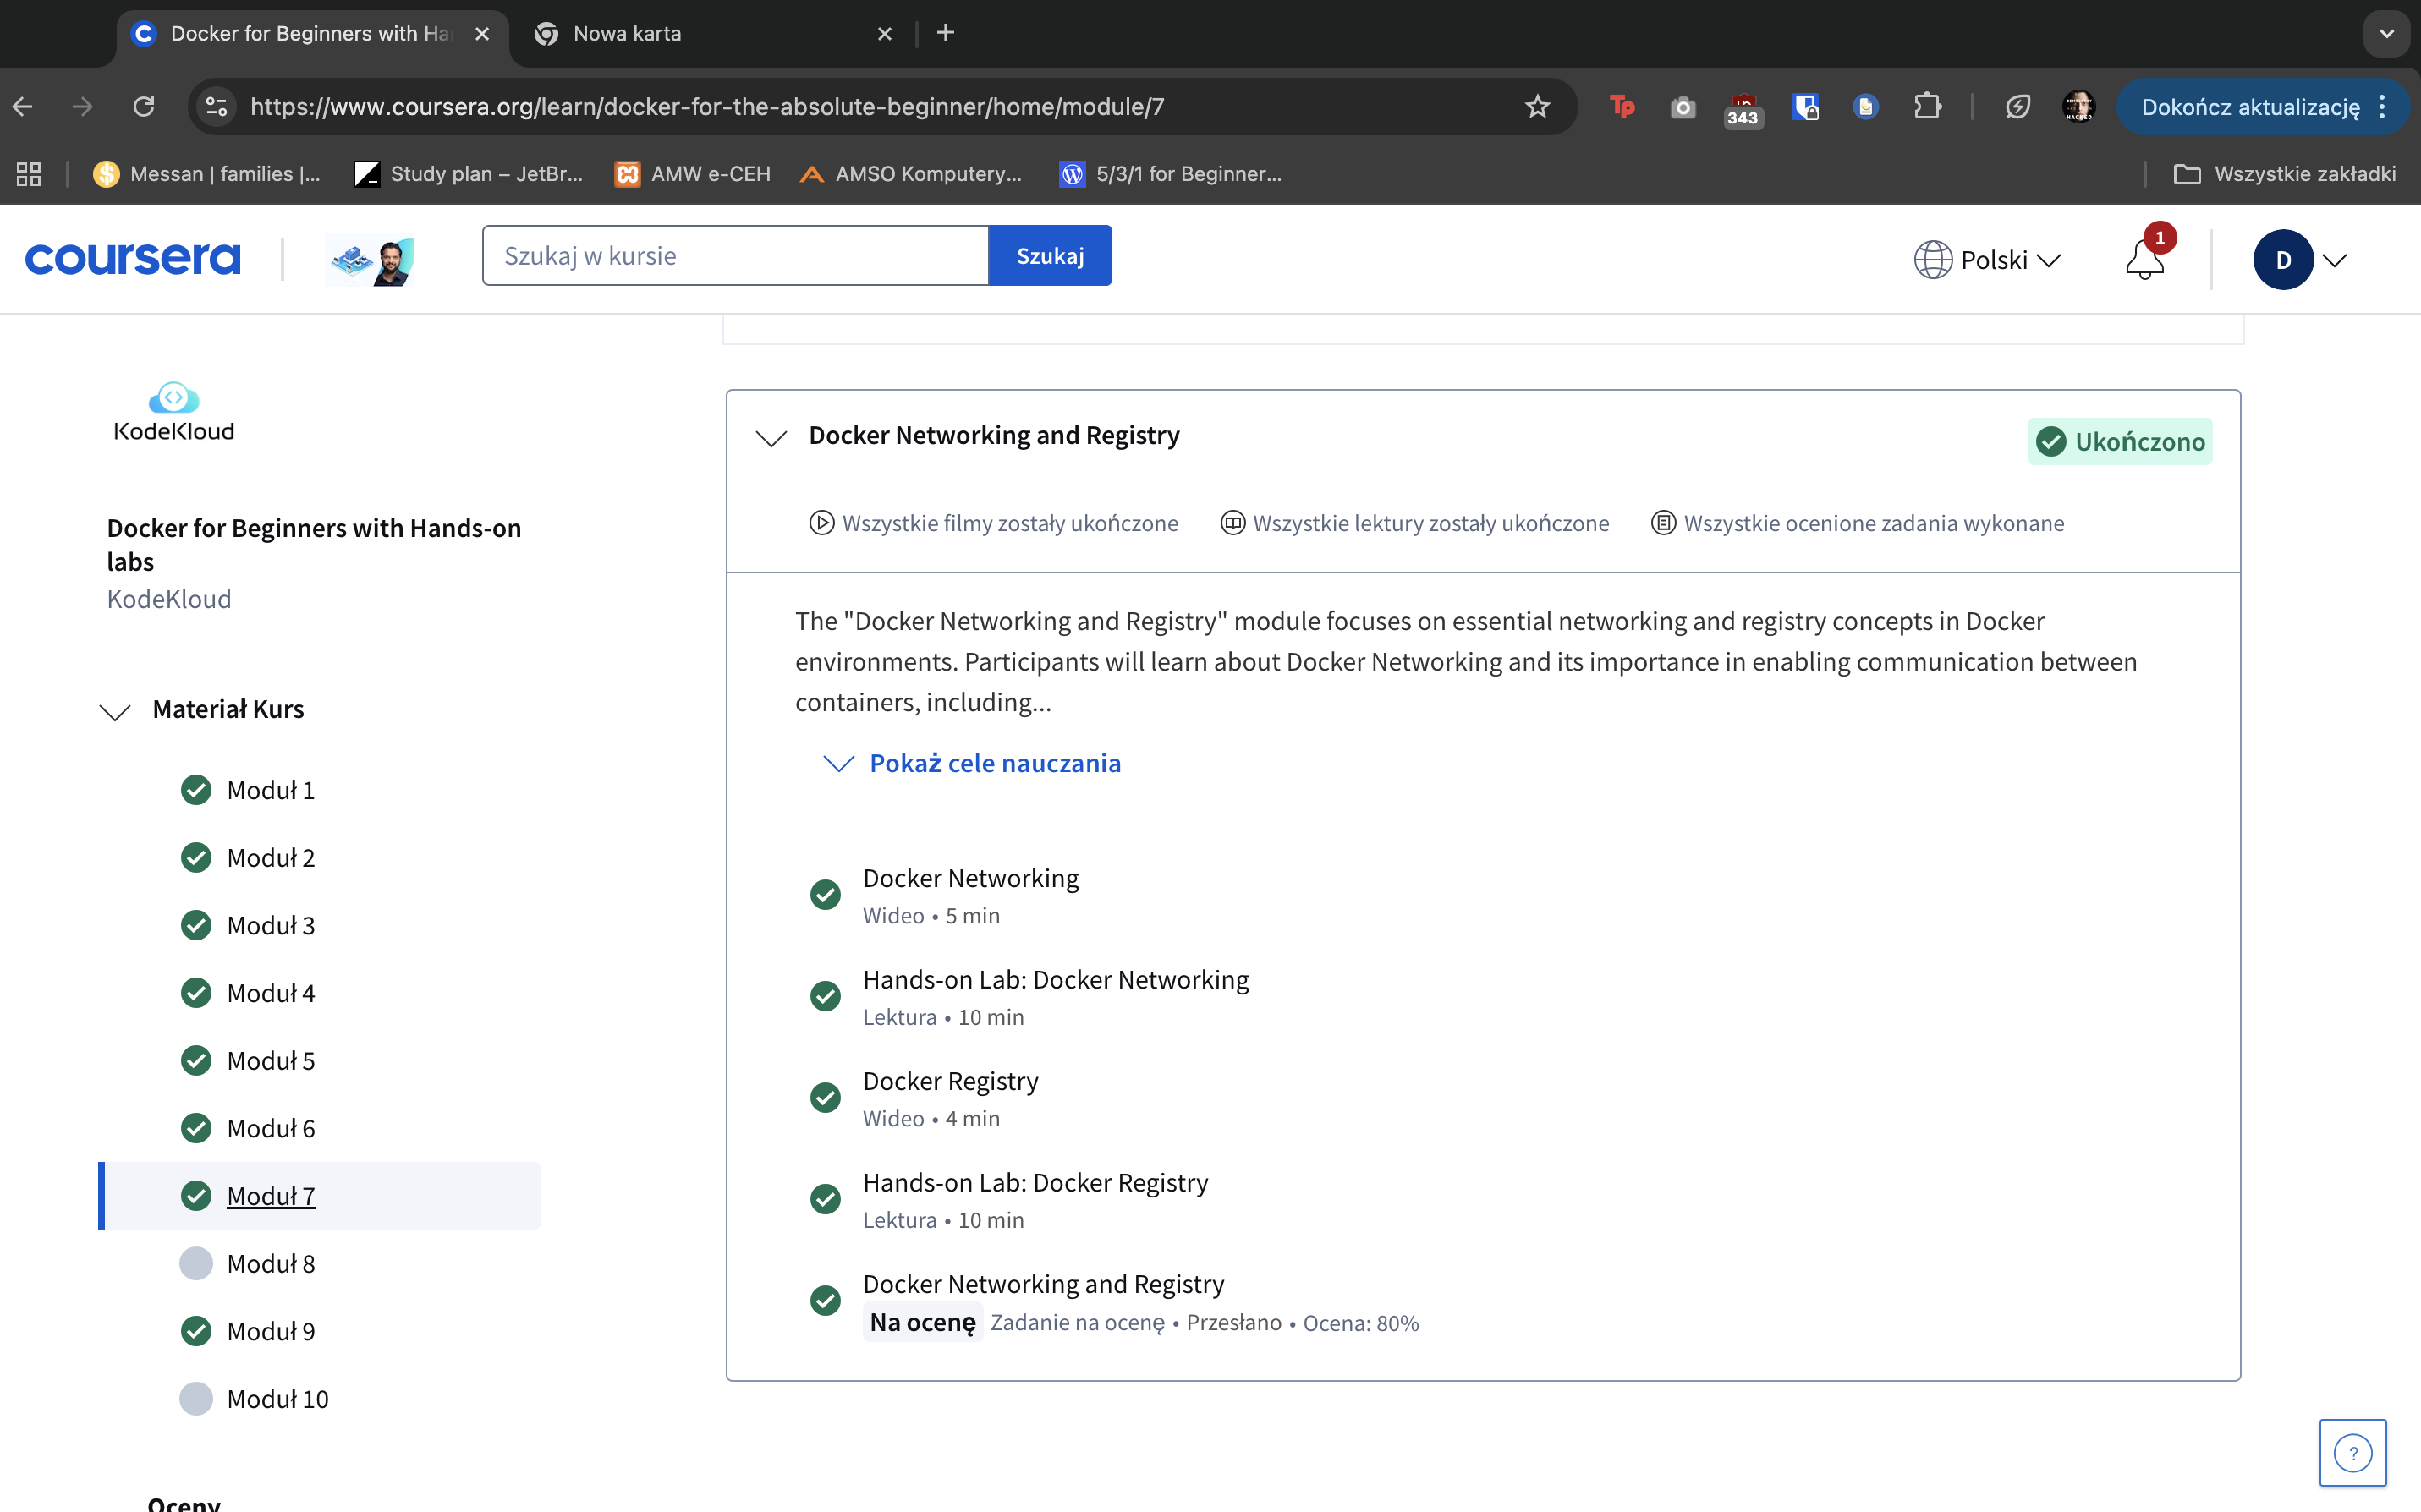 Docker for Beginners with Ha
Nowa karta
https://www.coursera.org/learn/docker-for-the-absolute-beginner/home/module/7
343
Dokończ aktualizację
Messan | families |...
Study plan – JetBr...
AMW e-CEH
AMSO Komputery...
5/3/1 for Beginner...
Wszystkie zakładki
coursera
Szukaj w kursie
Szukaj
Polski
1
D
KodeKloud
Docker for Beginners with Hands-on
labs
KodeKloud
Materiał Kurs
Moduł 1
Moduł 2
Moduł 3
Moduł 4
Moduł 5
Moduł 6
Moduł 7
Moduł 8
Moduł 9
Moduł 10
Oceny
Docker Networking and Registry
Ukończono
Wszystkie filmy zostały ukończone
Wszystkie lektury zostały ukończone
Wszystkie ocenione zadania wykonane
The "Docker Networking and Registry" module focuses on essential networking and registry concepts in Docker
environments. Participants will learn about Docker Networking and its importance in enabling communication between
containers, including...
Pokaż cele nauczania
Docker Networking
Wideo • 5 min
Hands-on Lab: Docker Networking
Lektura • 10 min
Docker Registry
Wideo • 4 min
Hands-on Lab: Docker Registry
Lektura • 10 min
Docker Networking and Registry
Na ocenę Zadanie na ocenę • Przesłano • Ocena: 80%
?